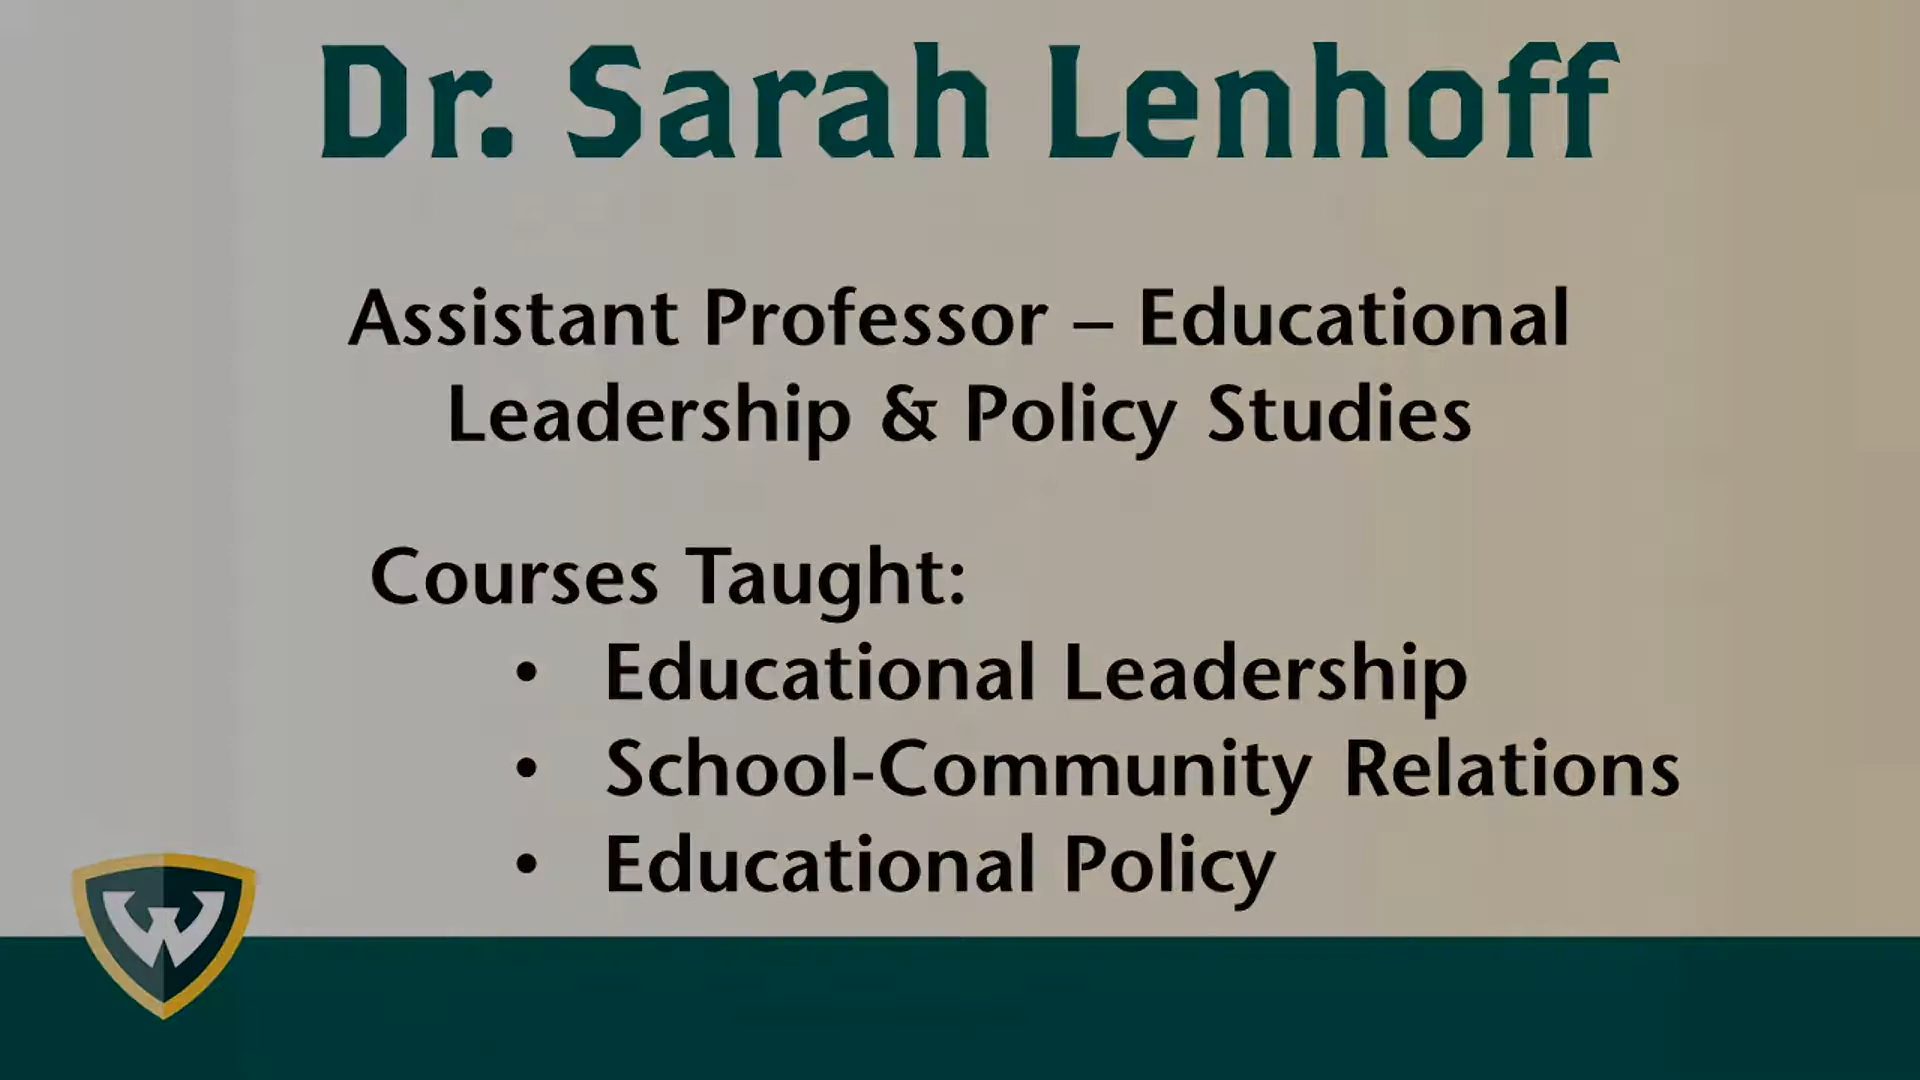 Dr. Sarah Lenhoff
Assistant Professor – Educational
Leadership & Policy Studies
Courses Taught:
• Educational Leadership
• School-Community Relations
• Educational Policy
W